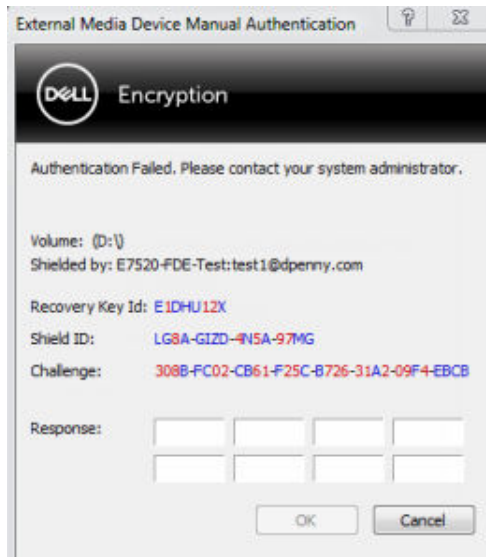 External Media Device Manual Authentication
DELL Encryption
Authentication Failed. Please contact your system administrator.
Volume: (D:\)
Shielded by: E7520-FDE-Test:test1@dpenny.com
Recovery Key Id: E1DHU12X
Shield ID: LG8A-GIZD-4N5A-97MG
Challenge: 308B-FC02-CB61-F25C-B726-31A2-09F4-EBCB
Response:
OK Cancel